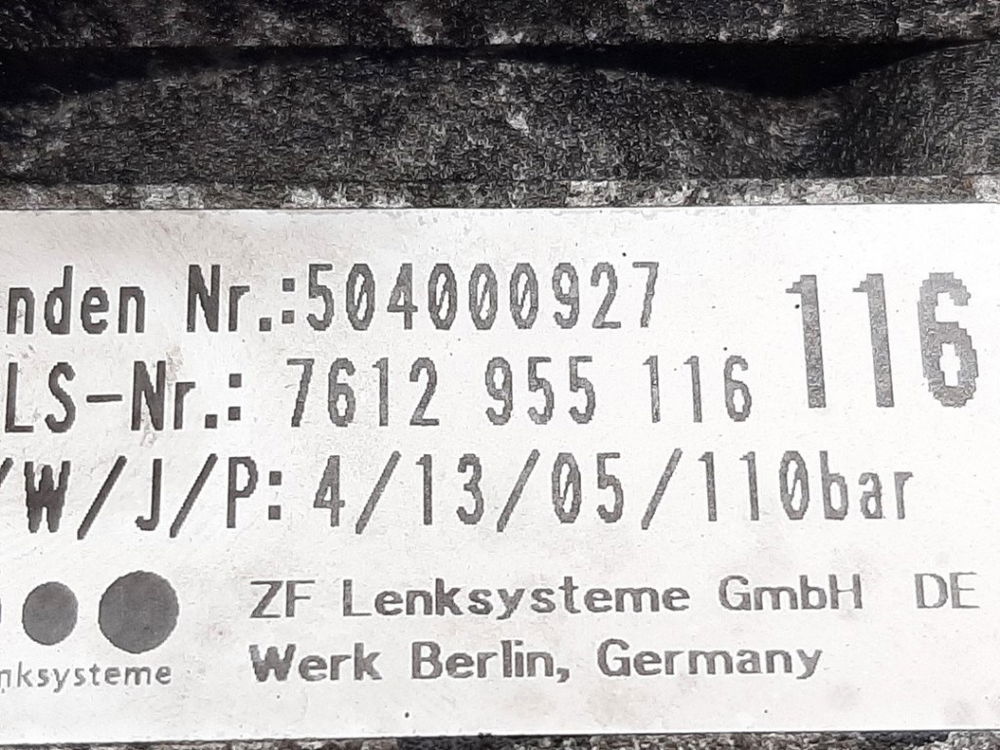 nden Nr.:504000927
LS-Nr.: 7612 955 116 116
/W/J/P: 4/13/05/110bar
ZF Lenksysteme GmbH DE
nksysteme Werk Berlin, Germany